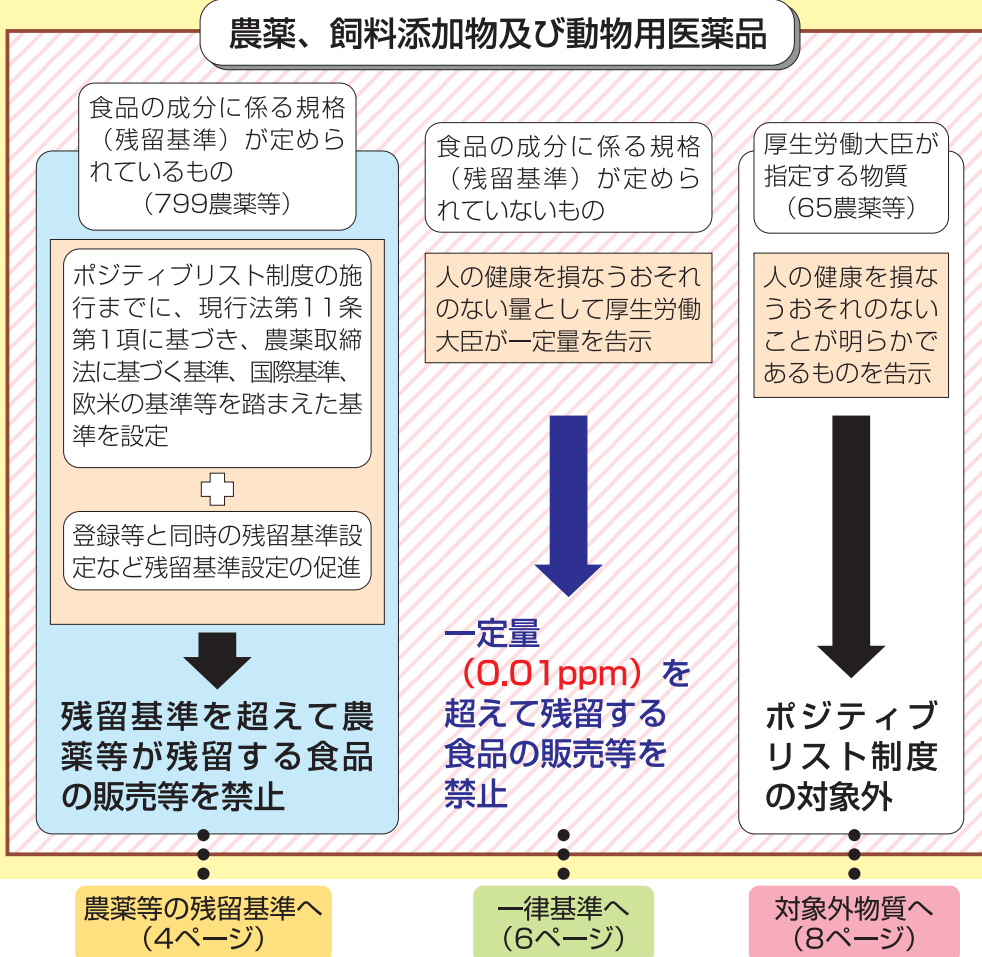 農薬、飼料添加物及び動物用医薬品
食品の成分に係る規格
（残留基準）が定めら
れているもの
（799農薬等）
ポジティブリスト制度の施
行までに、現行法第11条
第1項に基づき、農薬取締
法に基づく基準、国際基準、
欧米の基準等を踏まえた基
準を設定
登録等と同時の残留基準設
定など残留基準設定の促進
残留基準を超えて農
薬等が残留する食品
の販売等を禁止
農薬等の残留基準へ
（4ページ）
食品の成分に係る規格
（残留基準）が定めら
れていないもの
人の健康を損なうおそれ
のない量として厚生労働
大臣が一定量を告示
一定量
（0.01ppm）を
超えて残留する
食品の販売等を
禁止
一律基準へ
（6ページ）
厚生労働大臣が
指定する物質
（65農薬等）
人の健康を損な
うおそれのない
ことが明らかで
あるものを告示
ポジティブ
リスト制度
の対象外
対象外物質へ
（8ページ）